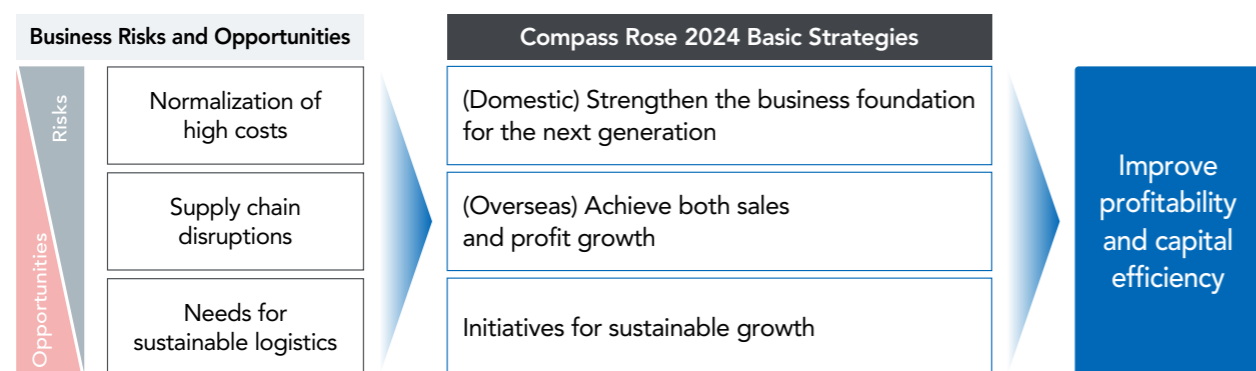 Business Risks and Opportunities
Risks
Opportunities
Normalization of
high costs
Supply chain
disruptions
Needs for
sustainable logistics
Compass Rose 2024 Basic Strategies
(Domestic) Strengthen the business foundation
for the next generation
(Overseas) Achieve both sales
and profit growth
Initiatives for sustainable growth
Improve
profitability
and capital
efficiency